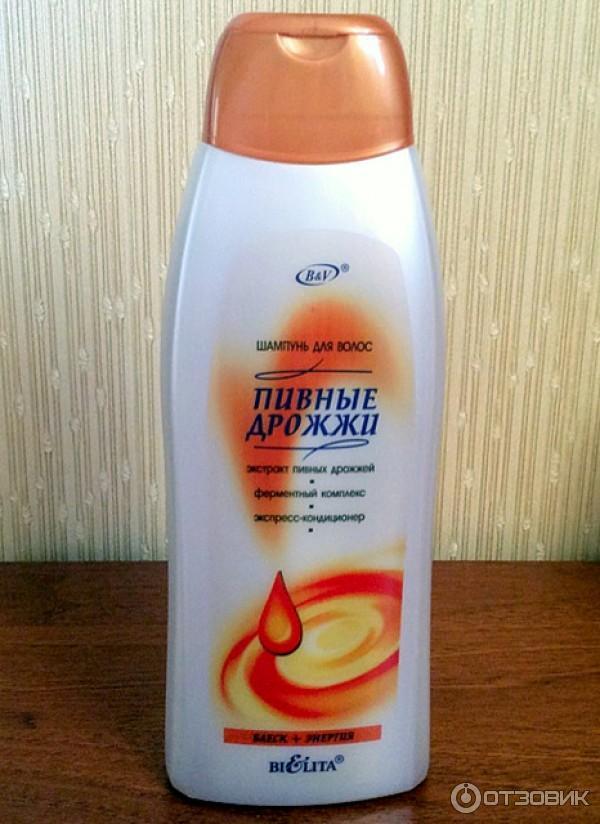 B&V®
ШАМПУНЬ ДЛЯ ВОЛОС
ПИВНЫЕ
ДРОЖЖИ
экстракт пивных дрожжей
ферментный комплекс
экспресс-кондиционер
БЛЕСК + ЭНЕРГИЯ
BIELITA®
ОТЗОВИК